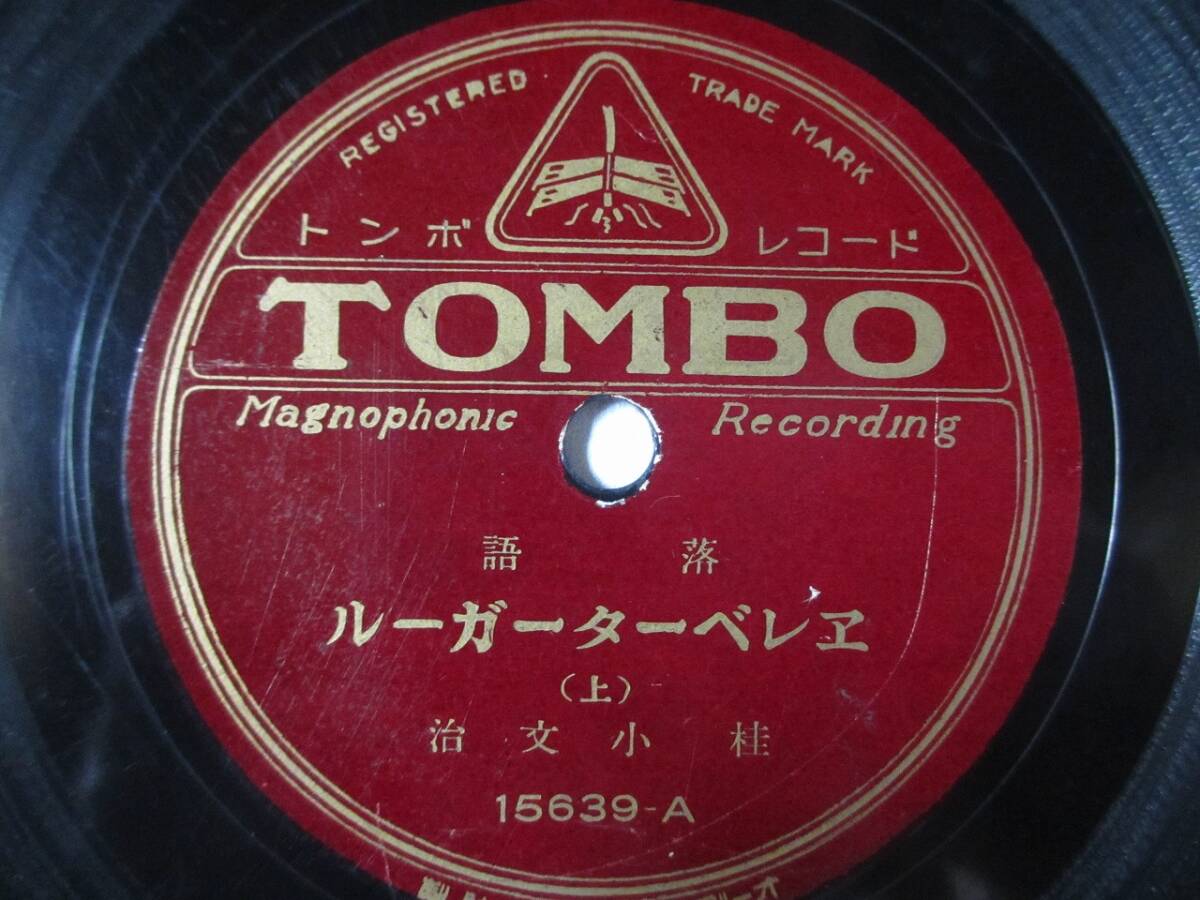 REGISTERED TRADE MARK
トンボ レコード
TOMBO
Magnophonic Recording
落語
ヱレベーターガール
(上)
桂小文治
15639-A